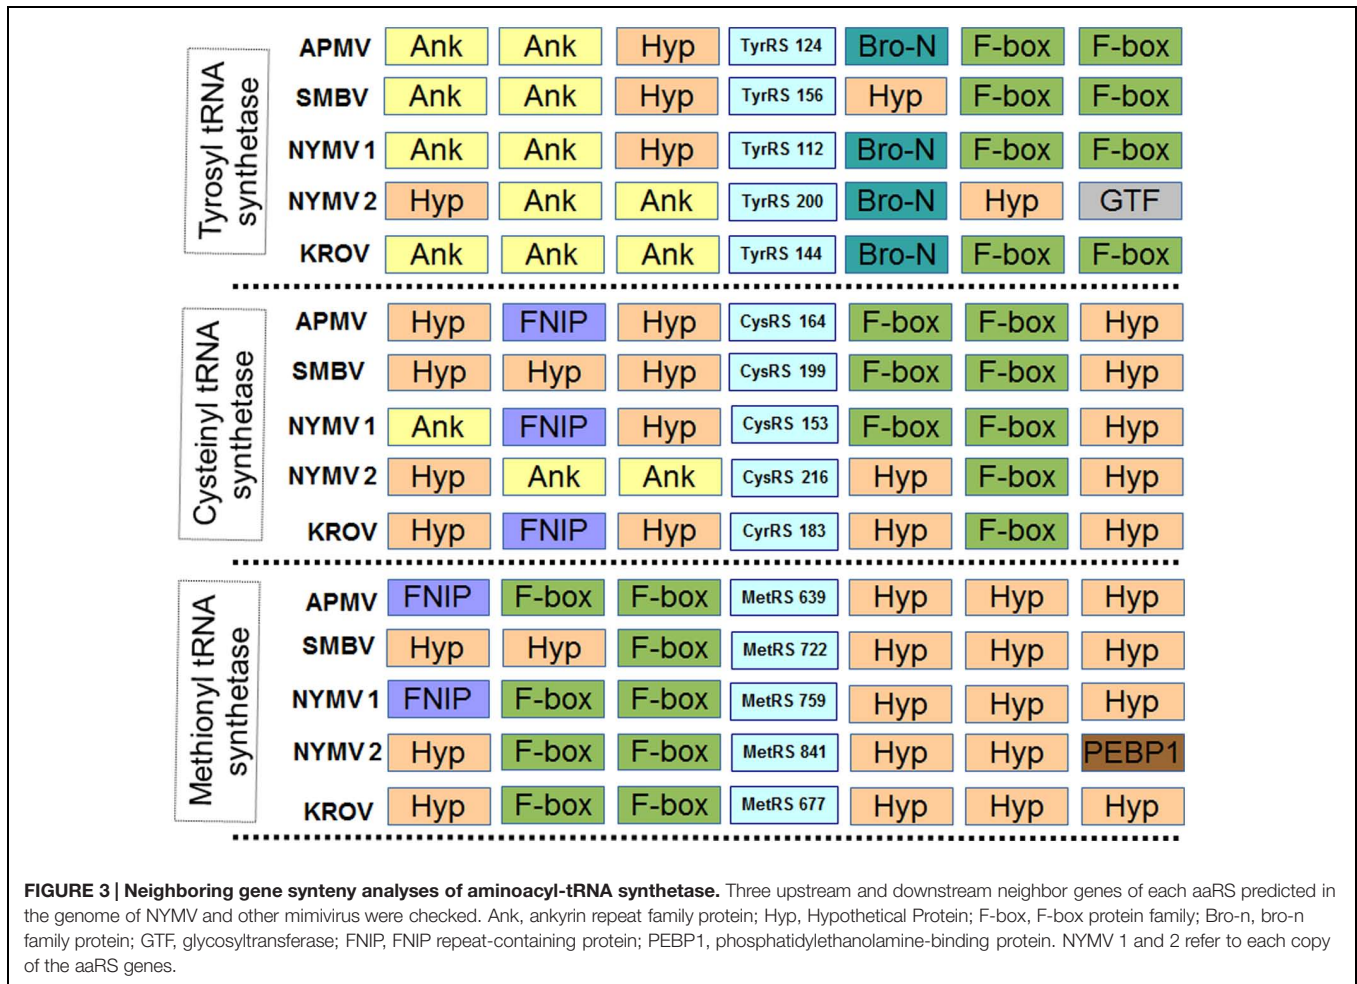 Tyrosyl tRNA
synthetase
APMV Ank Ank Hyp TyrRS 124 Bro-N F-box F-box
SMBV Ank Ank Hyp TyrRS 156 Hyp F-box F-box
NYMV 1 Ank Ank Hyp TyrRS 112 Bro-N F-box F-box
NYMV 2 Hyp Ank Ank TyrRS 200 Bro-N Hyp GTF
KROV Ank Ank Ank TyrRS 144 Bro-N F-box F-box
Cysteinyl tRNA
synthetase
APMV Hyp FNIP Hyp CysRS 164 F-box F-box Hyp
SMBV Hyp Hyp Hyp CysRS 199 F-box F-box Hyp
NYMV 1 Ank FNIP Hyp CysRS 153 F-box F-box Hyp
NYMV 2 Hyp Ank Ank CysRS 216 Hyp F-box Hyp
KROV Hyp FNIP Hyp CyrRS 183 Hyp F-box Hyp
Methionyl tRNA
synthetase
APMV FNIP F-box F-box MetRS 639 Hyp Hyp Hyp
SMBV Hyp Hyp F-box MetRS 722 Hyp Hyp Hyp
NYMV 1 FNIP F-box F-box MetRS 759 Hyp Hyp Hyp
NYMV 2 Hyp F-box F-box MetRS 841 Hyp Hyp PEBP1
KROV Hyp F-box F-box MetRS 677 Hyp Hyp Hyp
FIGURE 3 | Neighboring gene synteny analyses of aminoacyl-tRNA synthetase. Three upstream and downstream neighbor genes of each aaRS predicted in
the genome of NYMV and other mimivirus were checked. Ank, ankyrin repeat family protein; Hyp, Hypothetical Protein; F-box, F-box protein family; Bro-n, bro-n
family protein; GTF, glycosyltransferase; FNIP, FNIP repeat-containing protein; PEBP1, phosphatidylethanolamine-binding protein. NYMV 1 and 2 refer to each copy
of the aaRS genes.